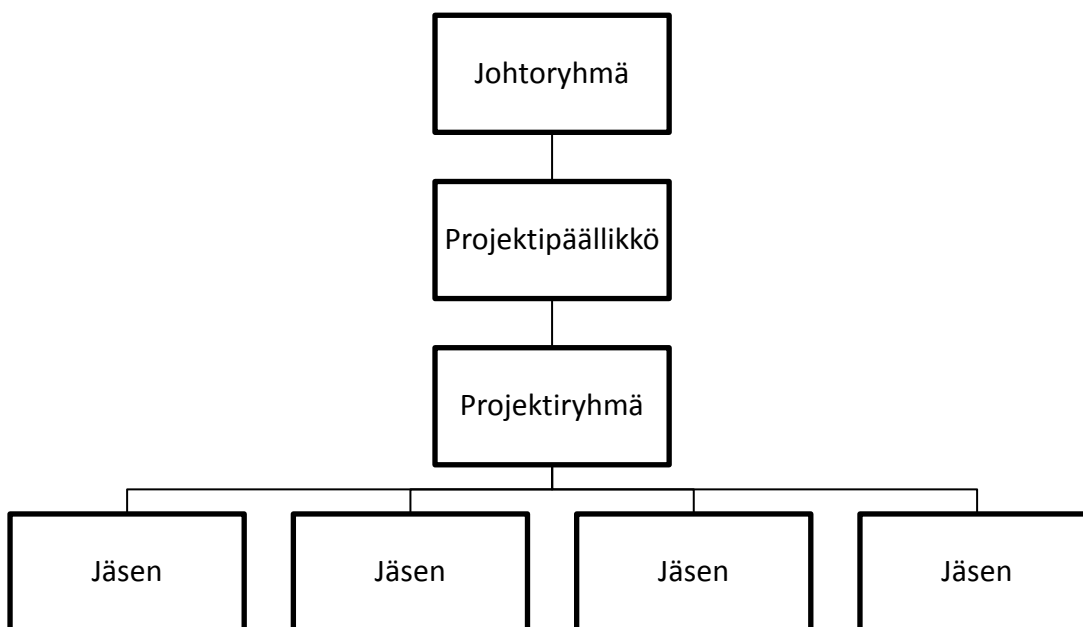 Johtoryhmä
Projektipäällikkö
Projektiryhmä
Jäsen
Jäsen
Jäsen
Jäsen